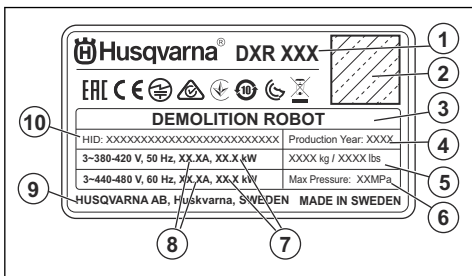 Husqvarna® DXR XXX
EAC CE 10
DEMOLITION ROBOT
HID: XXXXXXXXXXXXXXXXXXXXXXXXX Production Year: XXXX
3~380-420 V, 50 Hz, XX.XA, XX.X kW XXXX kg / XXXX lbs
3~440-480 V, 60 Hz, XX.XA, XX.X kW Max Pressure: XXMPa
HUSQVARNA AB, Huskvarna, SWEDEN MADE IN SWEDEN
1
2
3
4
5
6
7
8
9
10